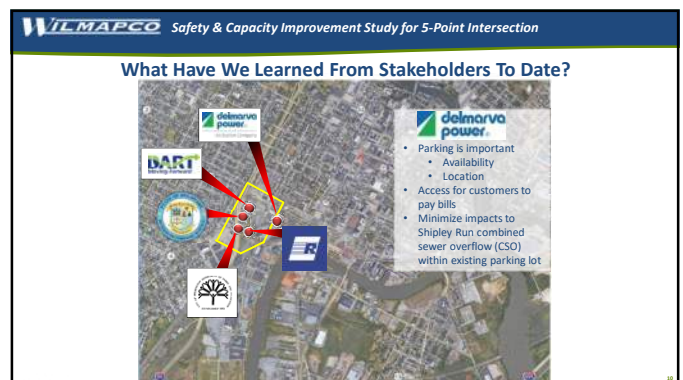 WILMAPCO Safety & Capacity Improvement Study for 5-Point Intersection
What Have We Learned From Stakeholders To Date?
delmarva
power
DART
delmarva
power
• Parking is important
• Availability
• Location
• Access for customers to
pay bills
• Minimize impacts to
Shipley Run combined
sewer overflow (CSO)
within existing parking lot
R
10